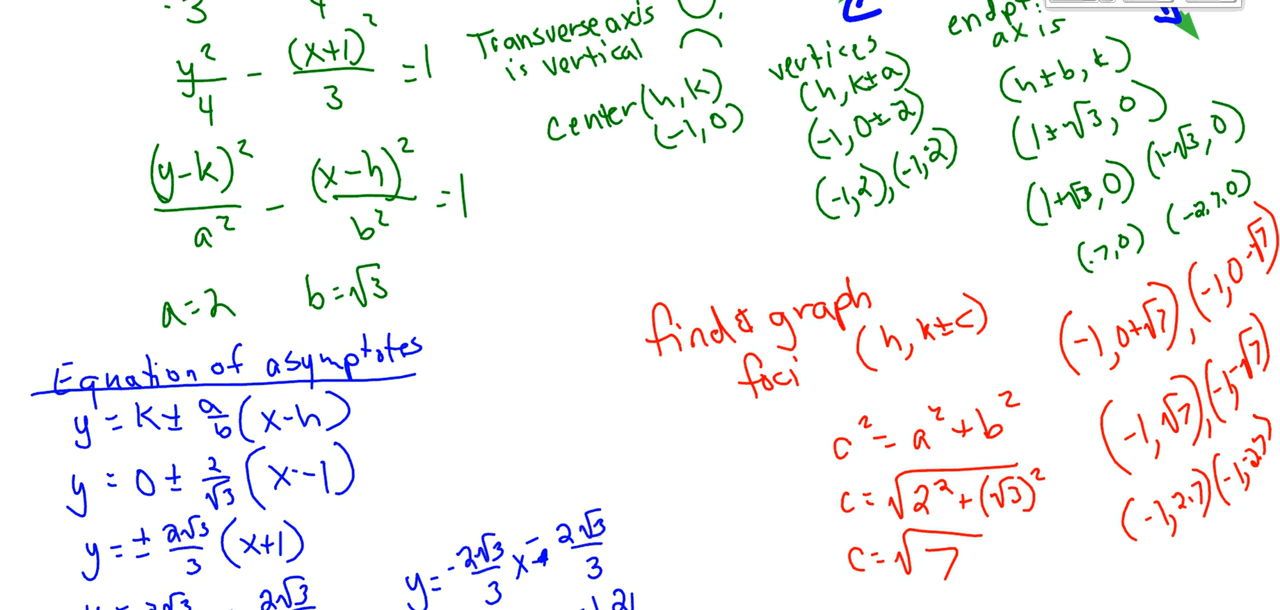 y²/4 - (x+1)²/3 = 1
(y-k)²/a² - (x-h)²/b² = 1
a=2 b=√3
Equation of asymptotes
y = k ± a/b (x-h)
y = 0 ± 2/√3 (x--1)
y = ± 2√3/3 (x+1)
y = -2√3/3 x - 2√3/3
Transverse axis
is vertical
center (h, k)
(-1, 0)
vertices
(h, k±a)
(-1, 0±2)
(-1, 2), (-1, -2)
endpt:
axis
(h±b, k)
(1±√3, 0)
(1+√3, 0) (1-√3, 0)
(.7, 0) (-2.7, 0)
find & graph
foci (h, k±c)
c² = a² + b²
c = √2² + (√3)²
c = √7
(-1, 0+√7), (-1, 0-√7)
(-1, √7), (-1, -√7)
(-1, 2.7) (-1, -2.7)